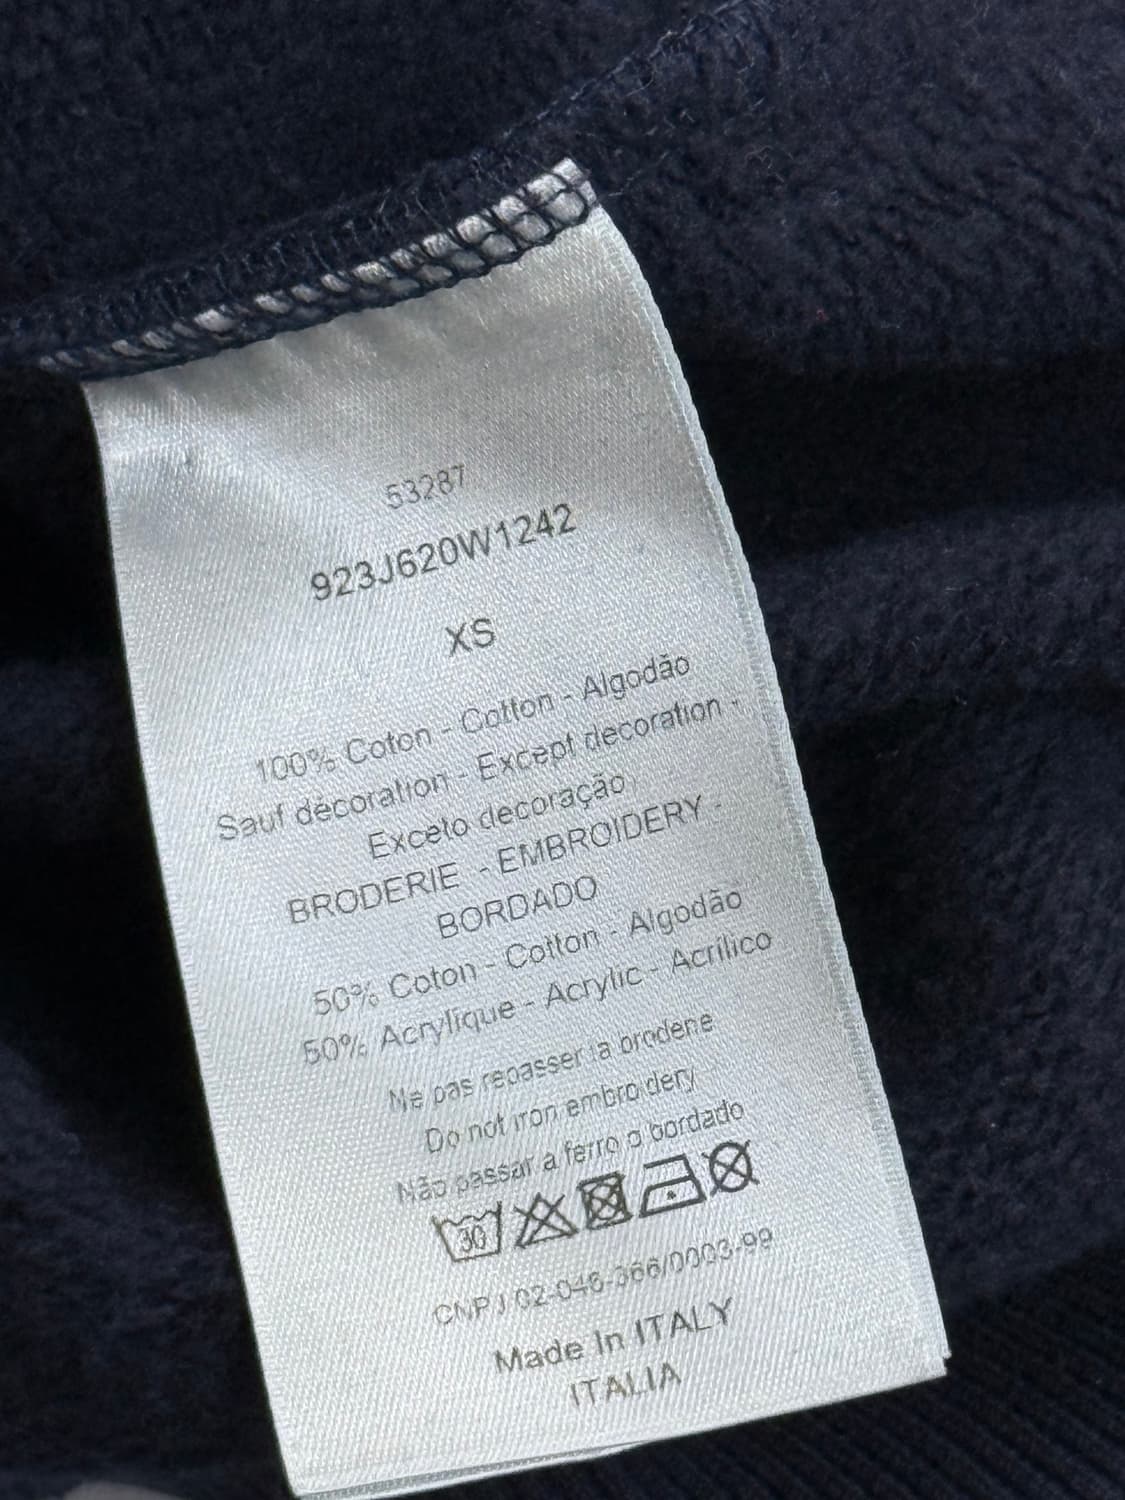 53287
923J620W1242
XS
100% Coton - Cotton - Algodão
Sauf décoration - Except decoration -
Exceto decoração
BRODERIE - EMBROIDERY -
BORDADO
50% Coton - Cotton - Algodão
50% Acrylique - Acrylic - Acrílico
Ne pas repasser la broderie
Do not iron embroidery
Não passar a ferro o bordado
30
CNPJ 02-046-366/0003-99
Made In ITALY
ITALIA